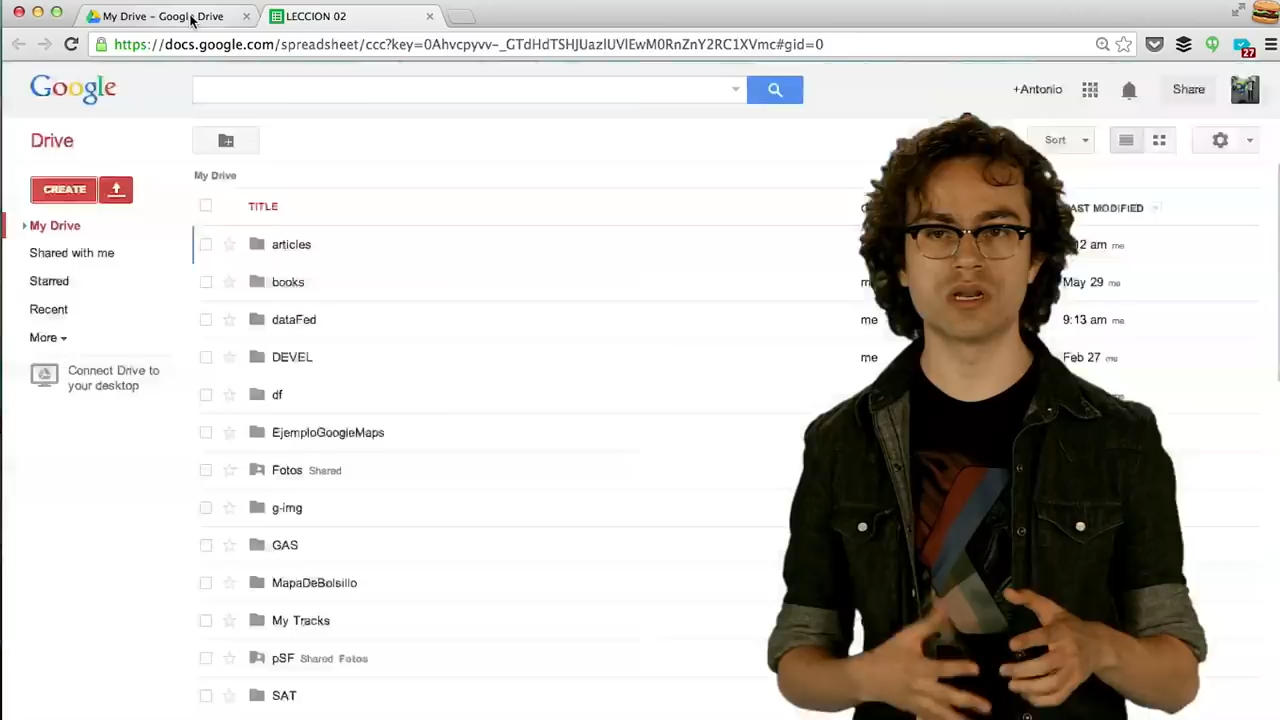 My Drive – Google Drive
LECCION 02
https://docs.google.com/spreadsheet/ccc?key=0Ahvcpyvv-_GTdHdTSHJUazlUVlEwM0RnZnY2RC1XVmc#gid=0
27
Google
+Antonio
Share
Drive
Sort
CREATE
My Drive
My Drive
TITLE
MODIFIED
Shared with me
Starred
Recent
More
Connect Drive to
your desktop
articles
am me
books
May 29 me
dataFed
me
9:13 am me
DEVEL
me
Feb 27 me
df
EjemploGoogleMaps
Fotos Shared
g-img
GAS
MapaDeBolsillo
My Tracks
pSF Shared Fotos
SAT